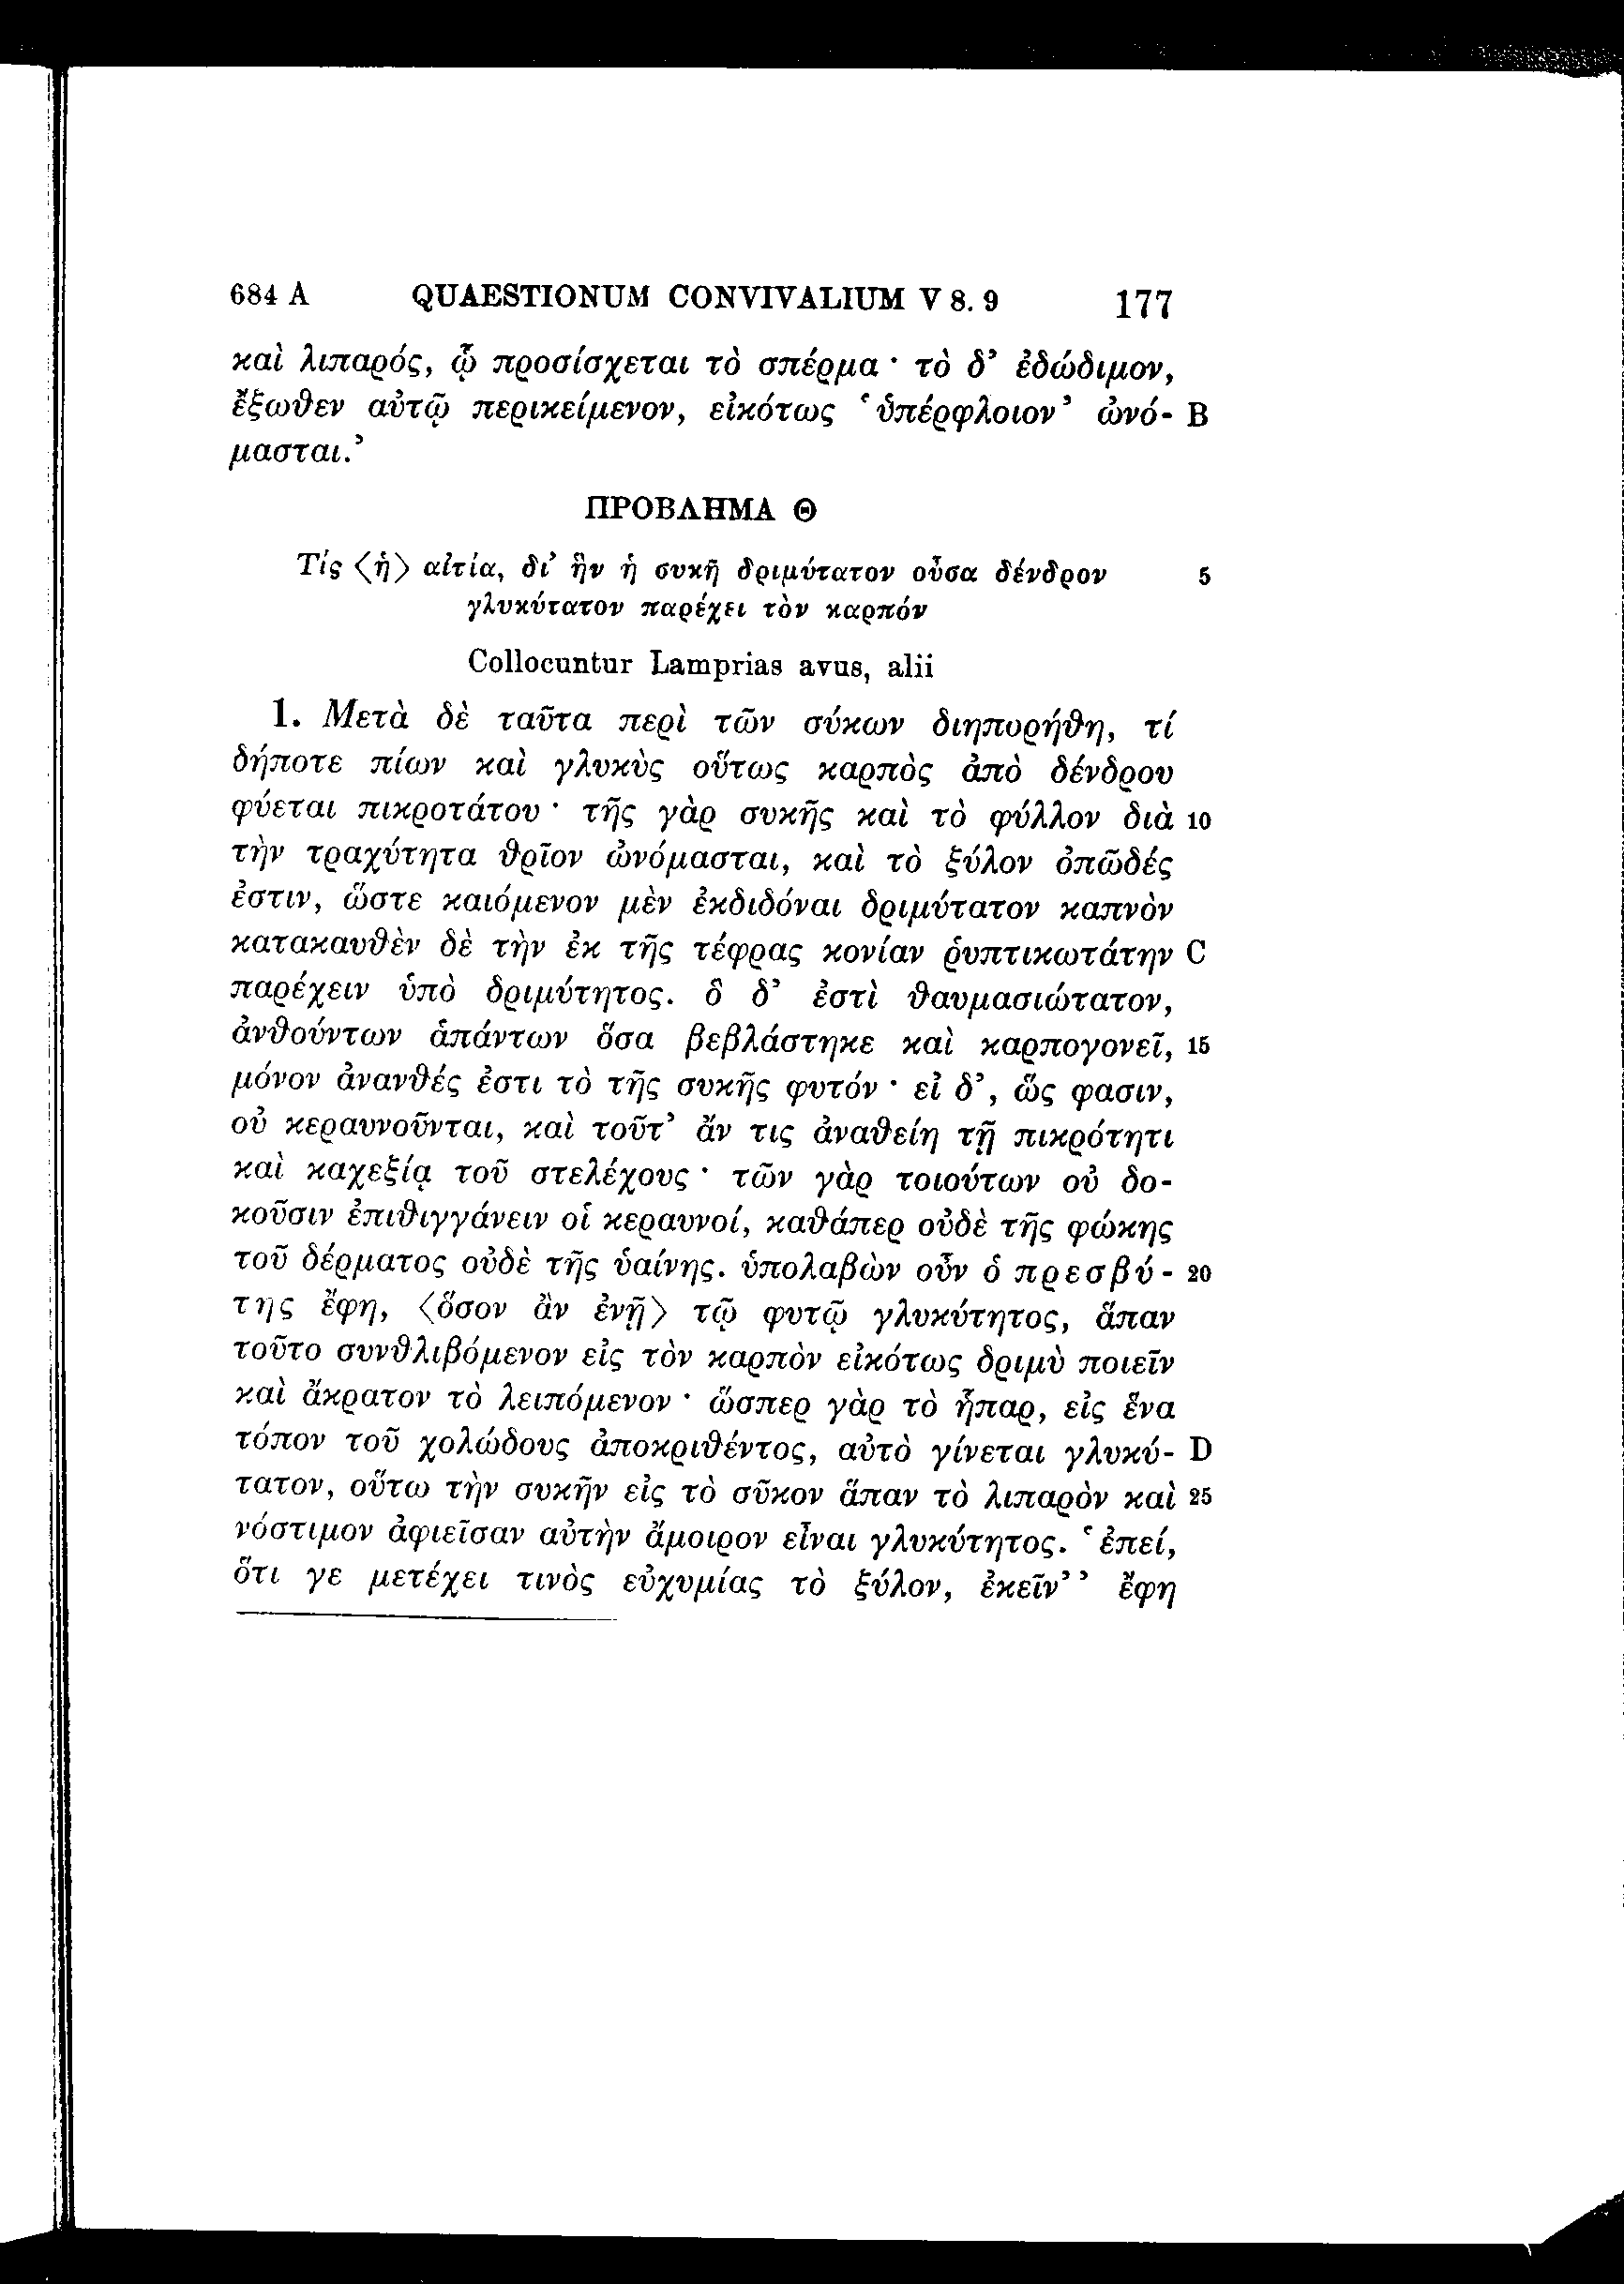 684 A QUAESTIONUM CONVIVALIUM V 8. 9 177
καὶ λιπαρός, ᾧ προσίσχεται τὸ σπέρμα · τὸ δ’ ἐδώδιμον,
ἔξωθεν αὐτῷ περικείμενον, εἰκότως ‘ὑπέρφλοιον’ ὠνό- B
μασται.’
ΠΡΟΒΛΗΜΑ Θ
Τίς 〈ἡ〉 αἰτία, δι’ ἣν ἡ συκῆ δριμύτατον οὖσα δένδρον 5
γλυκύτατον παρέχει τὸν καρπόν
Collocuntur Lamprias avus, alii
1. Μετὰ δὲ ταῦτα περὶ τῶν σύκων διηπορήθη, τί
δήποτε πίων καὶ γλυκὺς οὕτως καρπὸς ἀπὸ δένδρου
φύεται πικροτάτου · τῆς γὰρ συκῆς καὶ τὸ φύλλον διὰ 10
τὴν τραχύτητα θρῖον ὠνόμασται, καὶ τὸ ξύλον ὀπῶδές
ἐστιν, ὥστε καιόμενον μὲν ἐκδιδόναι δριμύτατον καπνὸν
κατακαυθὲν δὲ τὴν ἐκ τῆς τέφρας κονίαν ῥυπτικωτάτην C
παρέχειν ὑπὸ δριμύτητος. ὃ δ’ ἐστὶ θαυμασιώτατον,
ἀνθούντων ἁπάντων ὅσα βεβλάστηκε καὶ καρπογονεῖ, 15
μόνον ἀνανθές ἐστι τὸ τῆς συκῆς φυτόν · εἰ δ’, ὥς φασιν,
οὐ κεραυνοῦνται, καὶ τοῦτ’ ἄν τις ἀναθείη τῇ πικρότητι
καὶ καχεξίᾳ τοῦ στελέχους · τῶν γὰρ τοιούτων οὐ δο-
κοῦσιν ἐπιθιγγάνειν οἱ κεραυνοί, καθάπερ οὐδὲ τῆς φώκης
τοῦ δέρματος οὐδὲ τῆς ὑαίνης. ὑπολαβὼν οὖν ὁ πρεσβύ- 20
της ἔφη, 〈ὅσον ἂν ἐνῇ〉 τῷ φυτῷ γλυκύτητος, ἅπαν
τοῦτο συνθλιβόμενον εἰς τὸν καρπὸν εἰκότως δριμὺ ποιεῖν
καὶ ἄκρατον τὸ λειπόμενον · ὥσπερ γὰρ τὸ ἧπαρ, εἰς ἕνα
τόπον τοῦ χολώδους ἀποκριθέντος, αὐτὸ γίνεται γλυκύ- D
τατον, οὕτω τὴν συκῆν εἰς τὸ σῦκον ἅπαν τὸ λιπαρὸν καὶ 25
νόστιμον ἀφιεῖσαν αὐτὴν ἄμοιρον εἶναι γλυκύτητος. ‘ἐπεί,
ὅτι γε μετέχει τινὸς εὐχυμίας τὸ ξύλον, ἐκεῖν’’ ἔφη